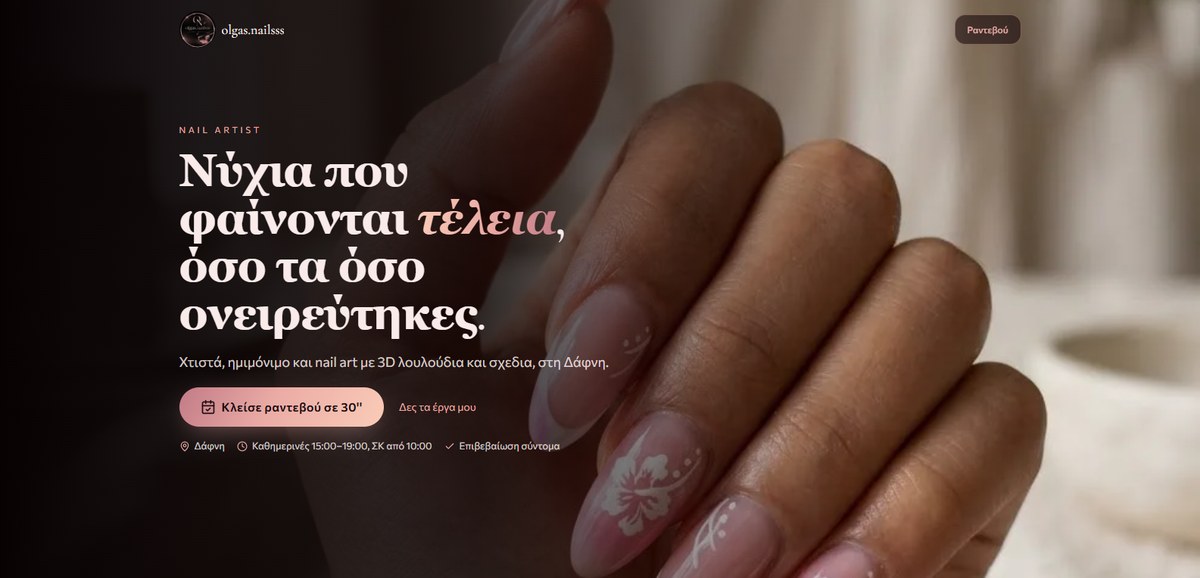 olgas.nailsss
Ραντεβού
NAIL ARTIST
Νύχια που
φαίνονται τέλεια,
όσο τα όσο
ονειρεύτηκες.
Χτιστά, ημιμόνιμο και nail art με 3D λουλούδια και σχεδια, στη Δάφνη.
Κλείσε ραντεβού σε 30''
Δες τα έργα μου
Δάφνη
Καθημερινές 15:00–19:00, ΣΚ από 10:00
Επιβεβαίωση σύντομα